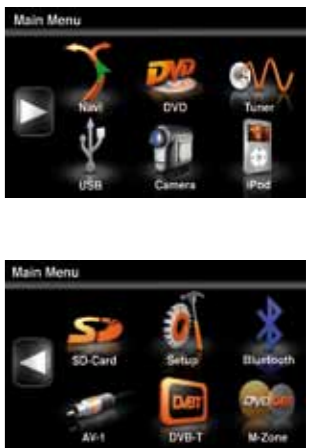 Main Menu
Navi DVD Tuner
USB Camera iPod
Main Menu
SD-Card Setup Bluetooth
AV-1 DVB-T M-Zone